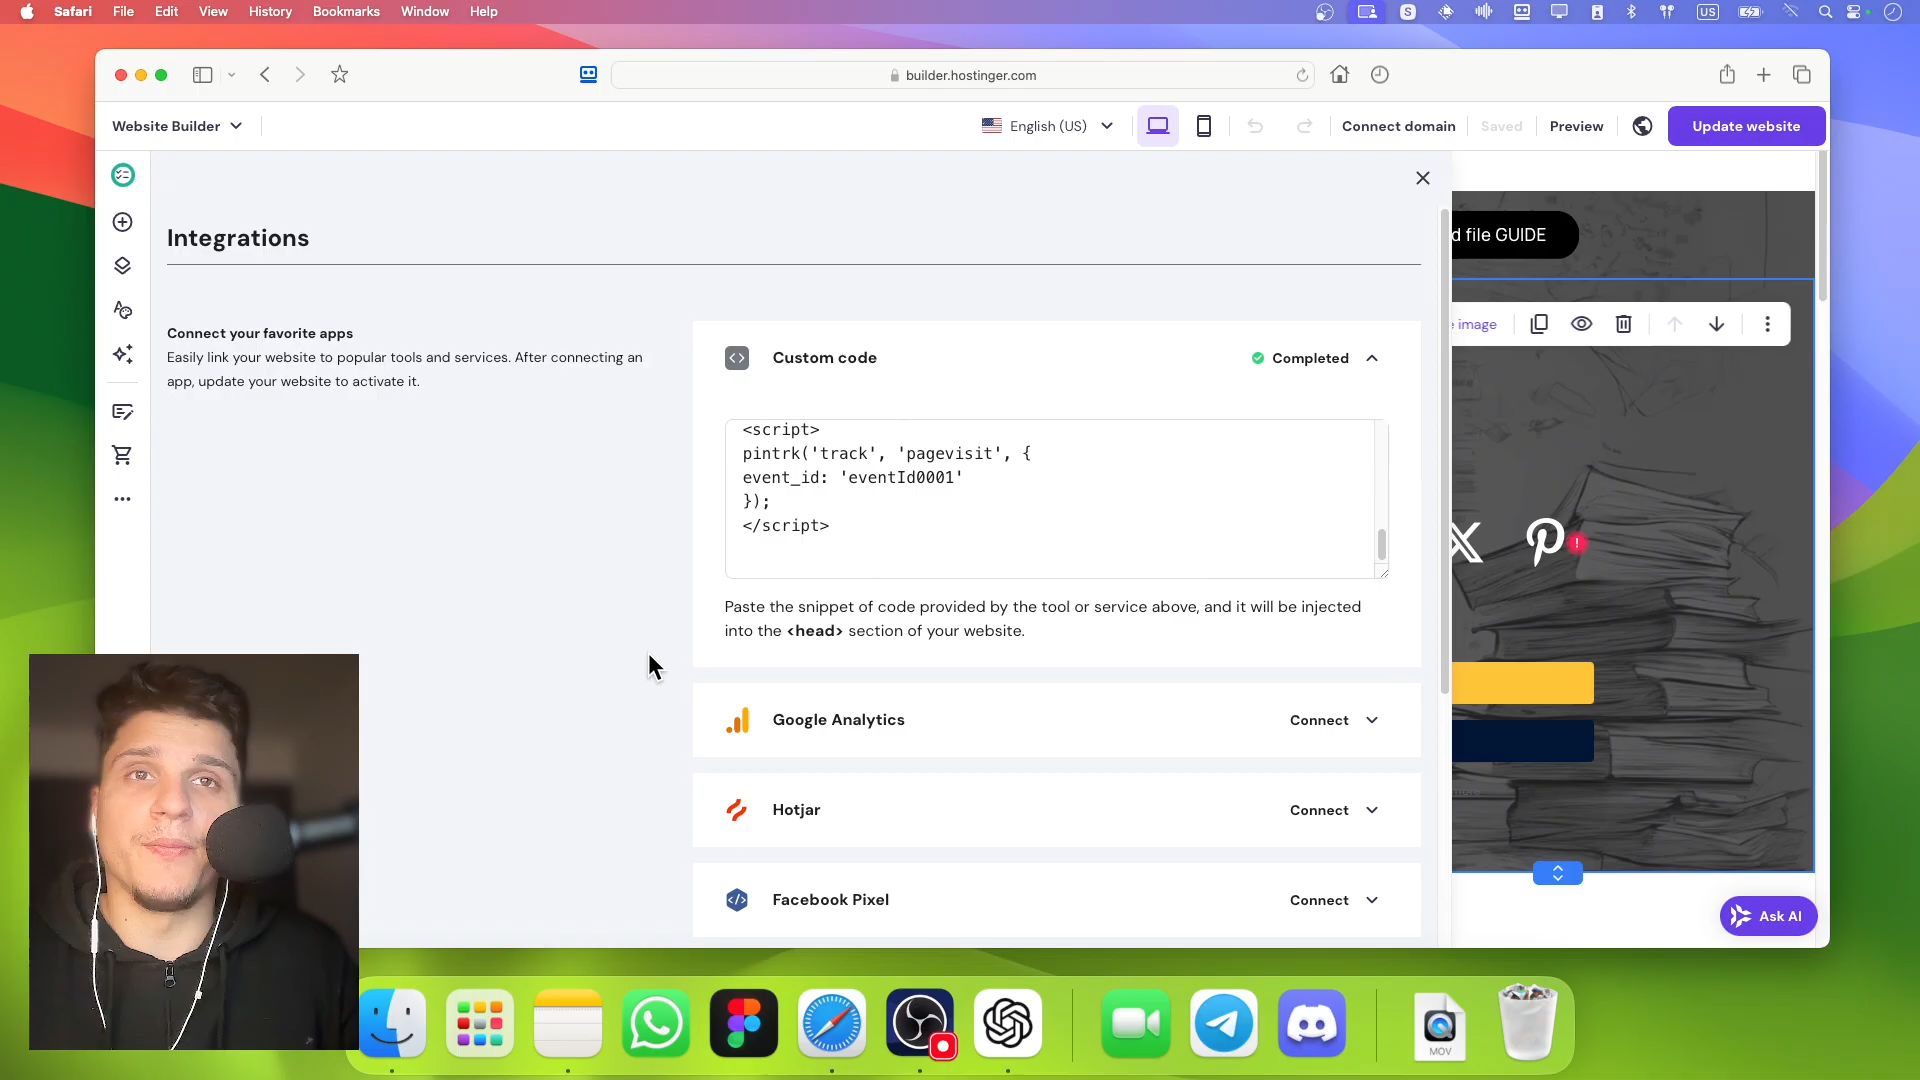 Safari File Edit View History Bookmarks Window Help
US
builder.hostinger.com
Website Builder
English (US)
Connect domain
Saved
Preview
Update website
Integrations
d file GUIDE
e image
Connect your favorite apps
Easily link your website to popular tools and services. After connecting an
app, update your website to activate it.
Custom code
Completed
<script>
pintrk('track', 'pagevisit', {
event_id: 'eventId0001'
});
</script>
Paste the snippet of code provided by the tool or service above, and it will be injected
into the <head> section of your website.
Google Analytics
Connect
Hotjar
Connect
Facebook Pixel
Connect
Ask AI
MOV